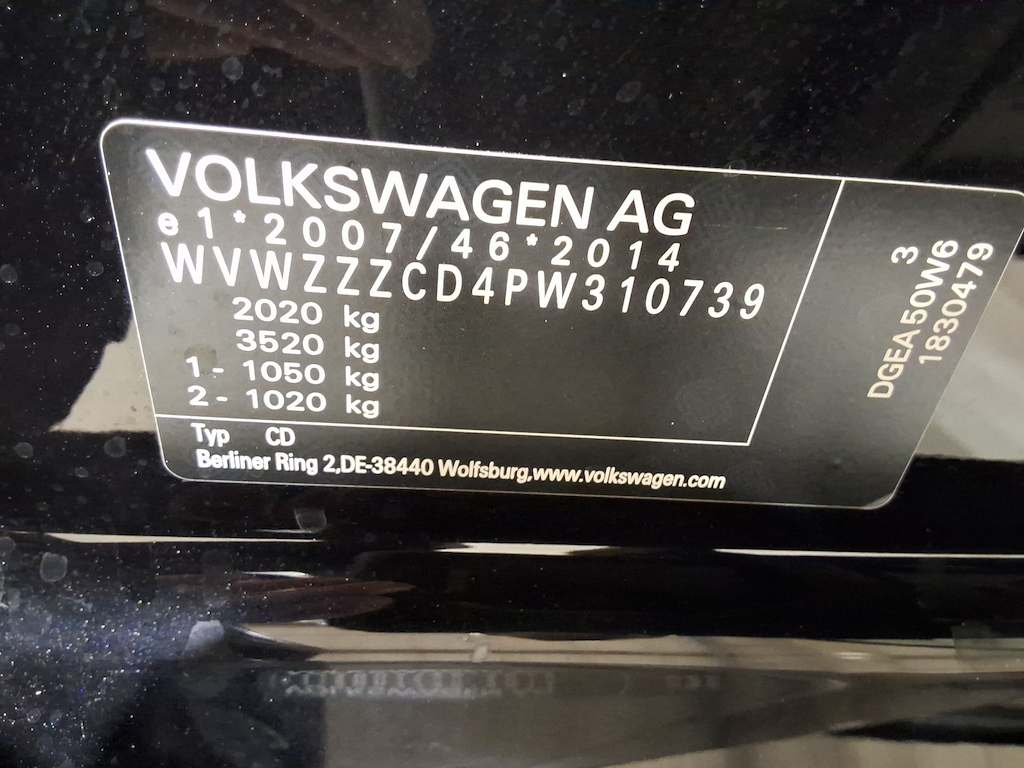 VOLKSWAGEN AG
e1*2007/46*2014
WVWZZZCD4PW310739
2020 kg
3520 kg
1 - 1050 kg
2 - 1020 kg
Typ CD
Berliner Ring 2,DE-38440 Wolfsburg,www.volkswagen.com
3
DGEA50W6
1830479